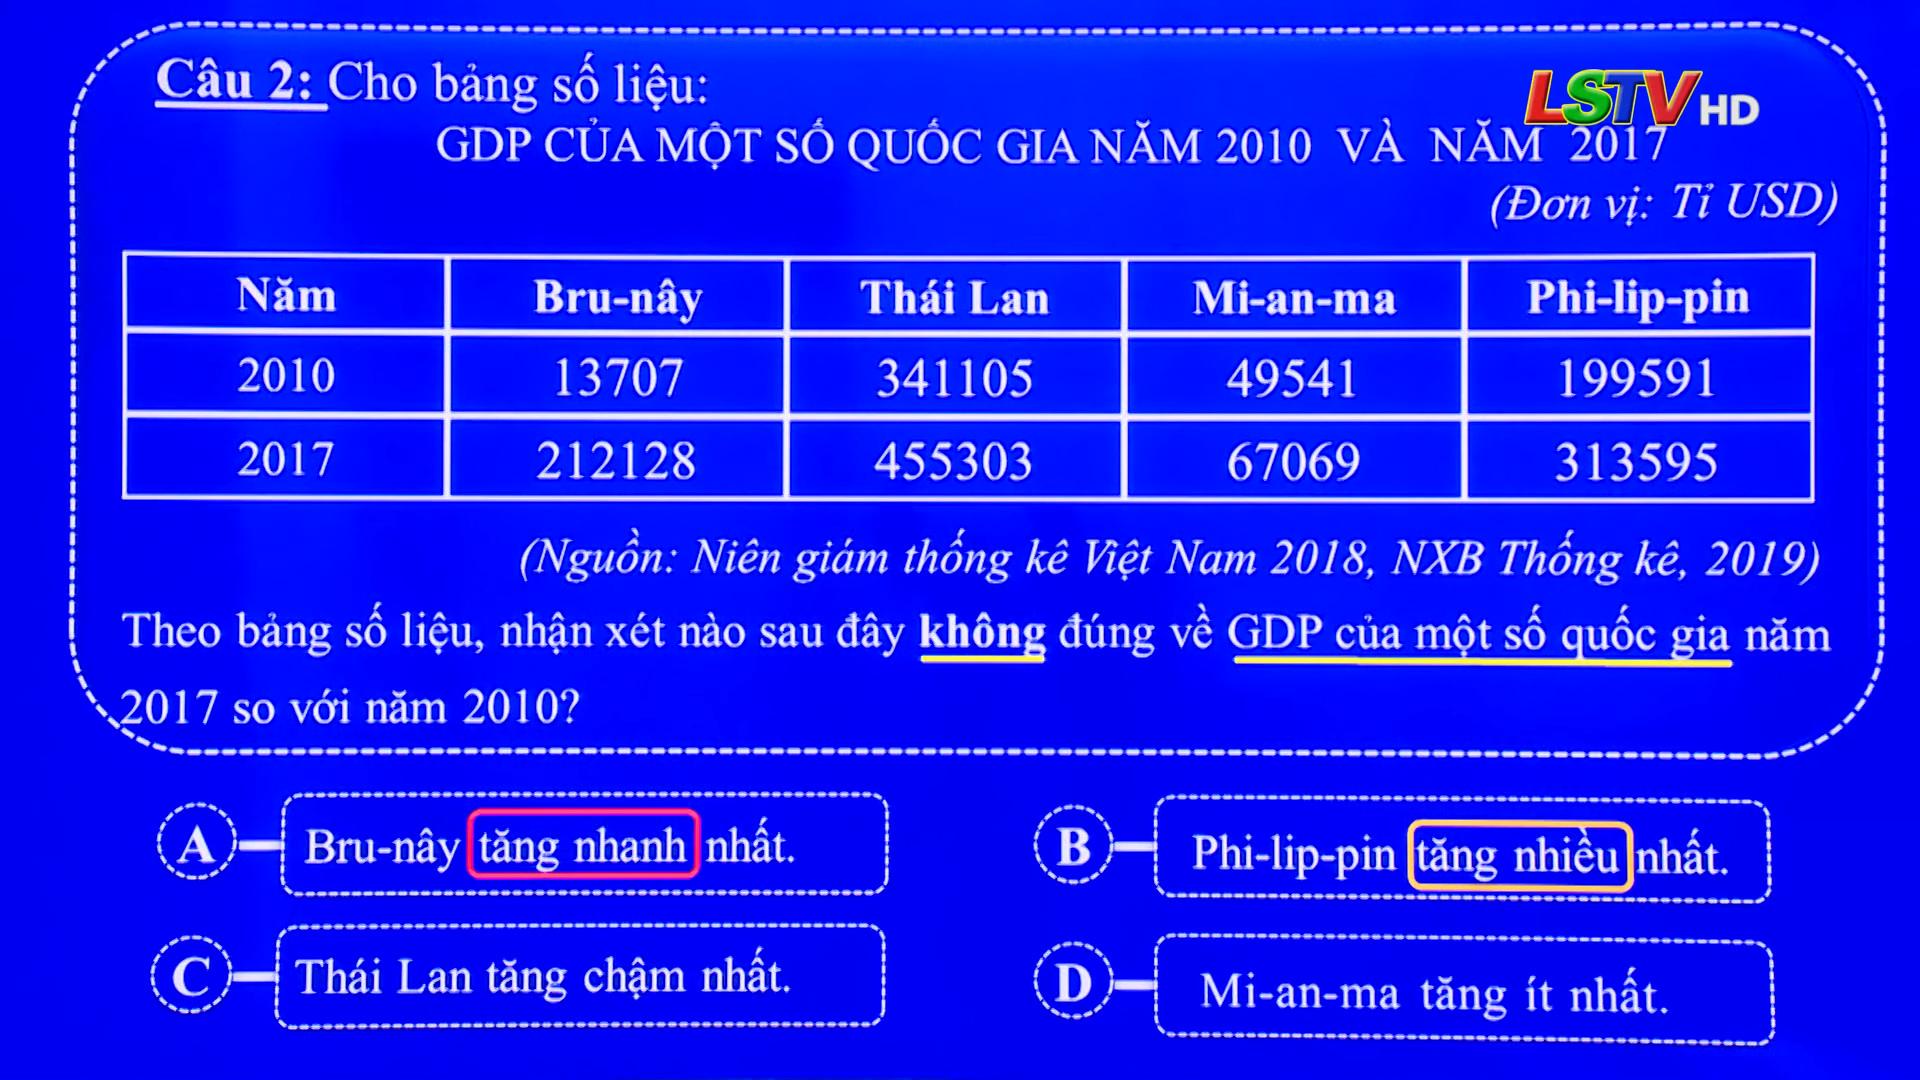 Câu 2: Cho bảng số liệu:
LSTV HD
GDP CỦA MỘT SỐ QUỐC GIA NĂM 2010 VÀ NĂM 2017
(Đơn vị: Tỉ USD)
Năm Bru-nây Thái Lan Mi-an-ma Phi-lip-pin
2010 13707 341105 49541 199591
2017 212128 455303 67069 313595
(Nguồn: Niên giám thống kê Việt Nam 2018, NXB Thống kê, 2019)
Theo bảng số liệu, nhận xét nào sau đây không đúng về GDP của một số quốc gia năm
2017 so với năm 2010?
A Bru-nây tăng nhanh nhất.
B Phi-lip-pin tăng nhiều nhất.
C Thái Lan tăng chậm nhất.
D Mi-an-ma tăng ít nhất.